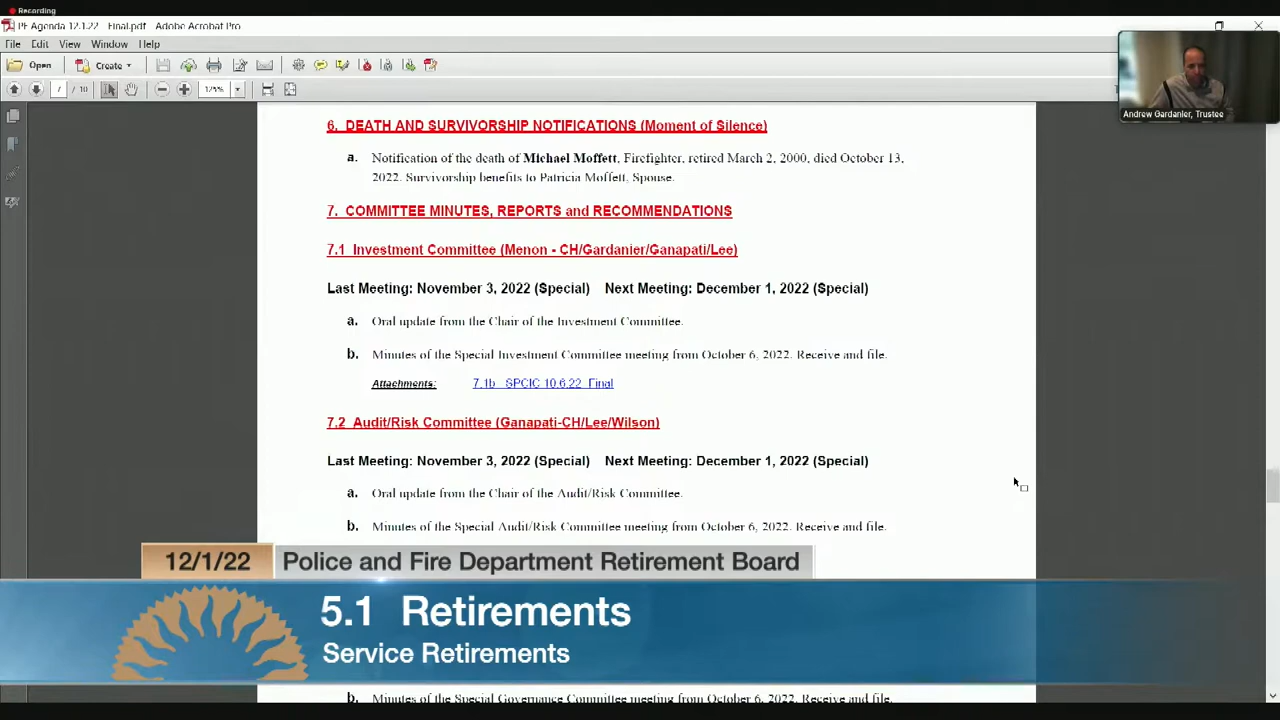 Recording
PF Agenda 12.1.22 Final.pdf - Adobe Acrobat Pro
File Edit View Window Help
Open Create
7 / 10 125%
Andrew Gardanier, Trustee
6. DEATH AND SURVIVORSHIP NOTIFICATIONS (Moment of Silence)
a. Notification of the death of Michael Moffett, Firefighter, retired March 2, 2000, died October 13,
2022. Survivorship benefits to Patricia Moffett, Spouse.
7. COMMITTEE MINUTES, REPORTS and RECOMMENDATIONS
7.1 Investment Committee (Menon - CH/Gardanier/Ganapati/Lee)
Last Meeting: November 3, 2022 (Special) Next Meeting: December 1, 2022 (Special)
a. Oral update from the Chair of the Investment Committee.
b. Minutes of the Special Investment Committee meeting from October 6, 2022. Receive and file.
Attachments: 7.1b SPCIC 10.6.22 Final
7.2 Audit/Risk Committee (Ganapati-CH/Lee/Wilson)
Last Meeting: November 3, 2022 (Special) Next Meeting: December 1, 2022 (Special)
a. Oral update from the Chair of the Audit/Risk Committee.
b. Minutes of the Special Audit/Risk Committee meeting from October 6, 2022. Receive and file.
12/1/22 Police and Fire Department Retirement Board
5.1 Retirements
Service Retirements
b. Minutes of the Special Governance Committee meeting from October 6, 2022. Receive and file.